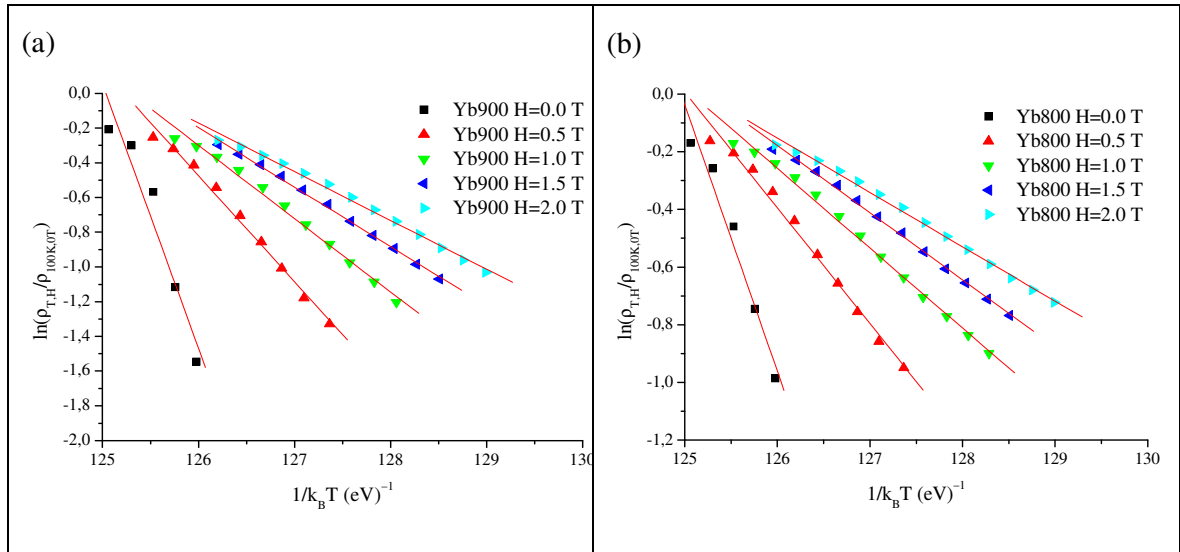 (a)
0,0
-0,2
-0,4
-0,6
-0,8
-1,0
-1,2
-1,4
-1,6
-1,8
-2,0
ln(ρT,H/ρ100K,0T)
Yb900 H=0.0 T
Yb900 H=0.5 T
Yb900 H=1.0 T
Yb900 H=1.5 T
Yb900 H=2.0 T
125 126 127 128 129 130
1/kBT (eV)⁻¹
(b)
0,0
-0,2
-0,4
-0,6
-0,8
-1,0
-1,2
ln(ρT,H/ρ100K,0T)
Yb800 H=0.0 T
Yb800 H=0.5 T
Yb800 H=1.0 T
Yb800 H=1.5 T
Yb800 H=2.0 T
125 126 127 128 129 130
1/kBT (eV)⁻¹